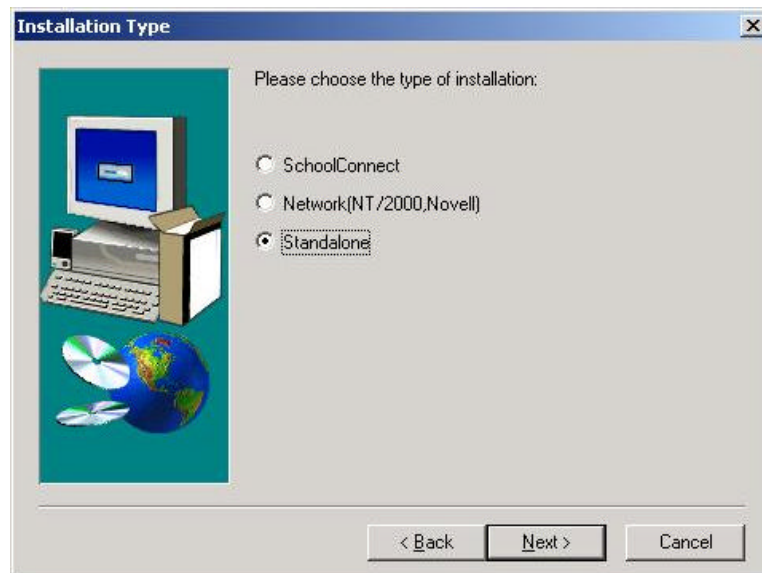 Installation Type
Please choose the type of installation:
SchoolConnect
Network(NT/2000,Novell)
Standalone
< Back
Next >
Cancel